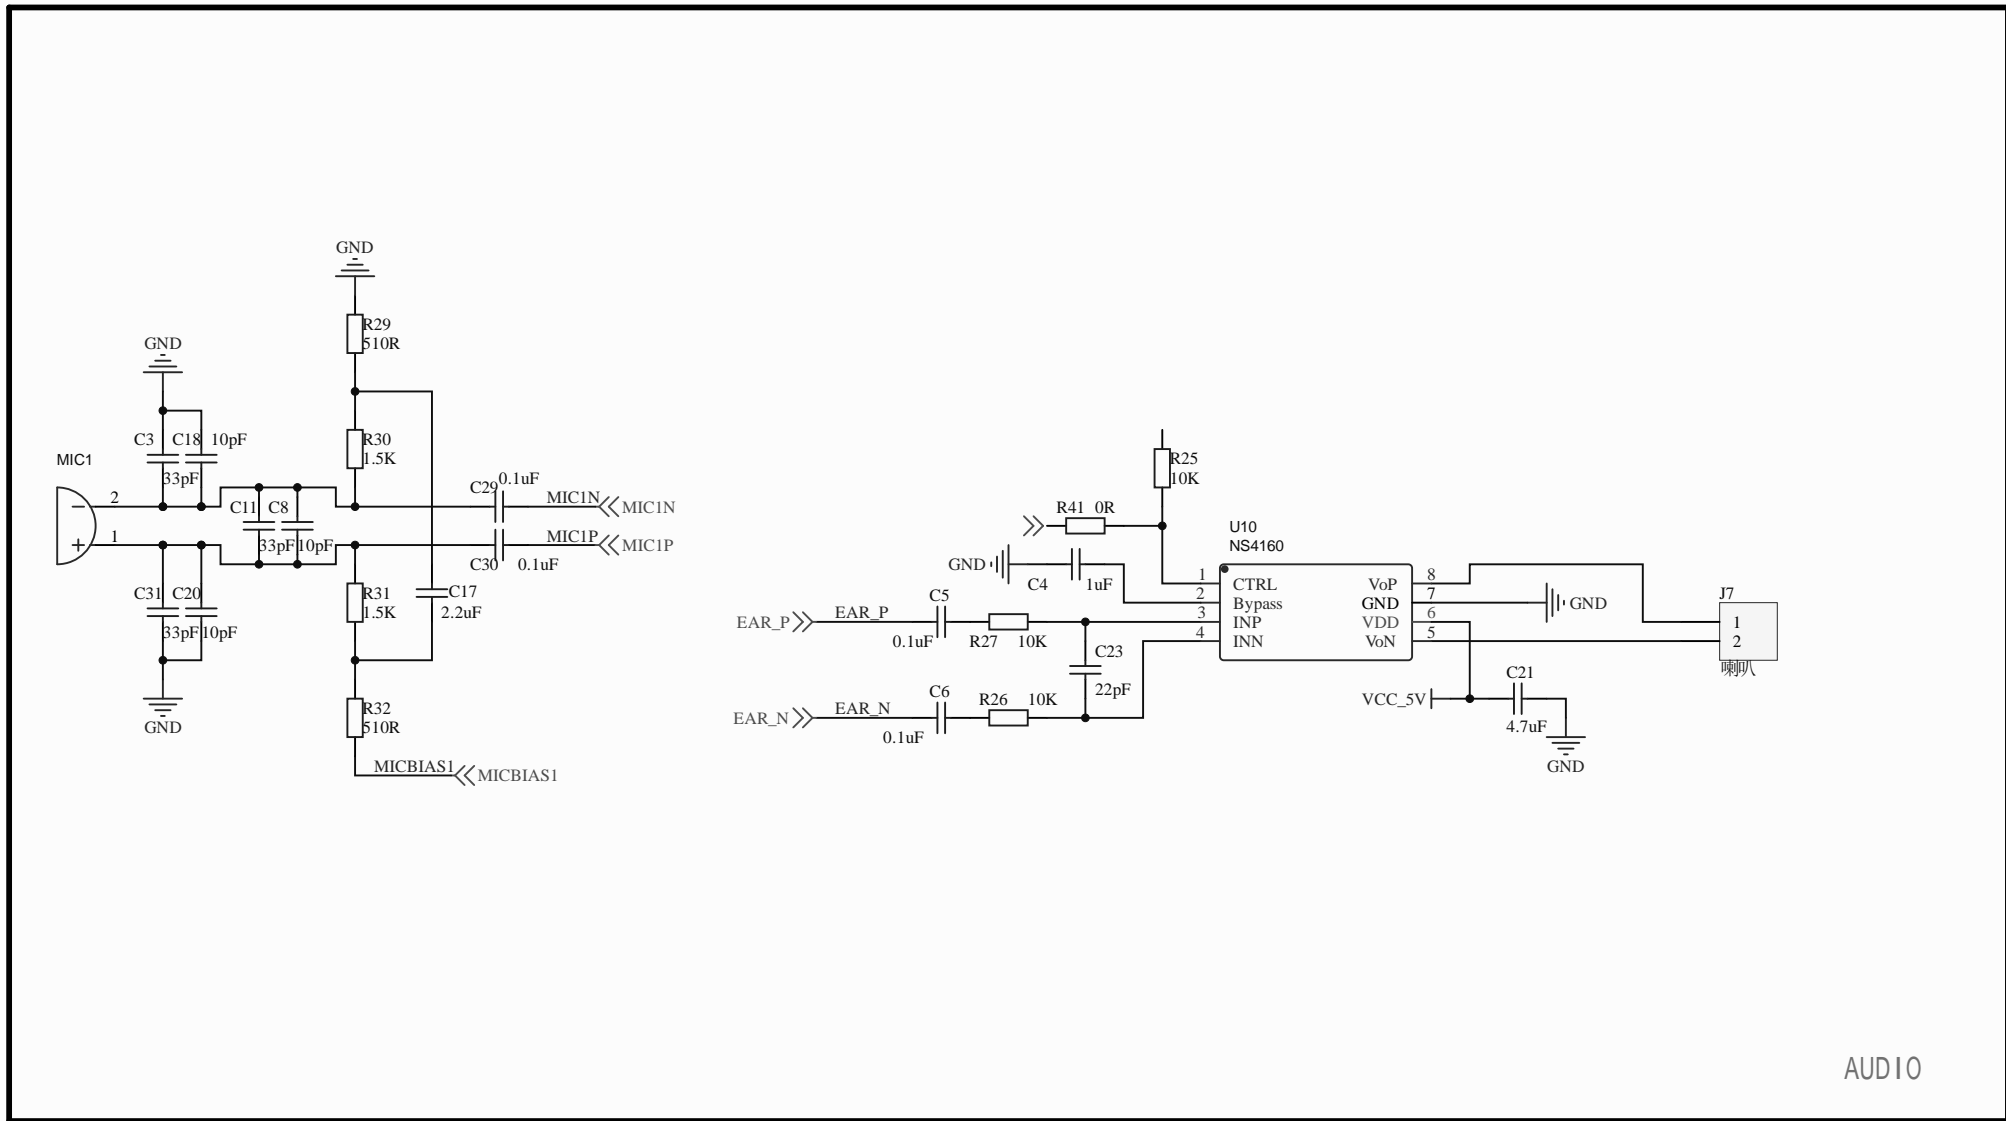 GND
R29
510R
GND
R30
1.5K
C3 C18 10pF
33pF
MIC1
2
1
C11 C8
33pF 10pF
C29 0.1uF
MIC1N MIC1N
MIC1P MIC1P
C30 0.1uF
C31 C20
33pF 10pF
GND
R31
1.5K
C17
2.2uF
R32
510R
MICBIAS1 MICBIAS1
R25
10K
R41 0R
GND
C4 1uF
EAR_P EAR_P
C5
0.1uF
R27 10K
C23
22pF
EAR_N EAR_N
C6
0.1uF
R26 10K
U10
NS4160
1 CTRL VoP 8
2 Bypass GND 7
3 INP VDD 6
4 INN VoN 5
GND
J7
1
2
喇叭
VCC_5V
C21
4.7uF
GND
AUDIO